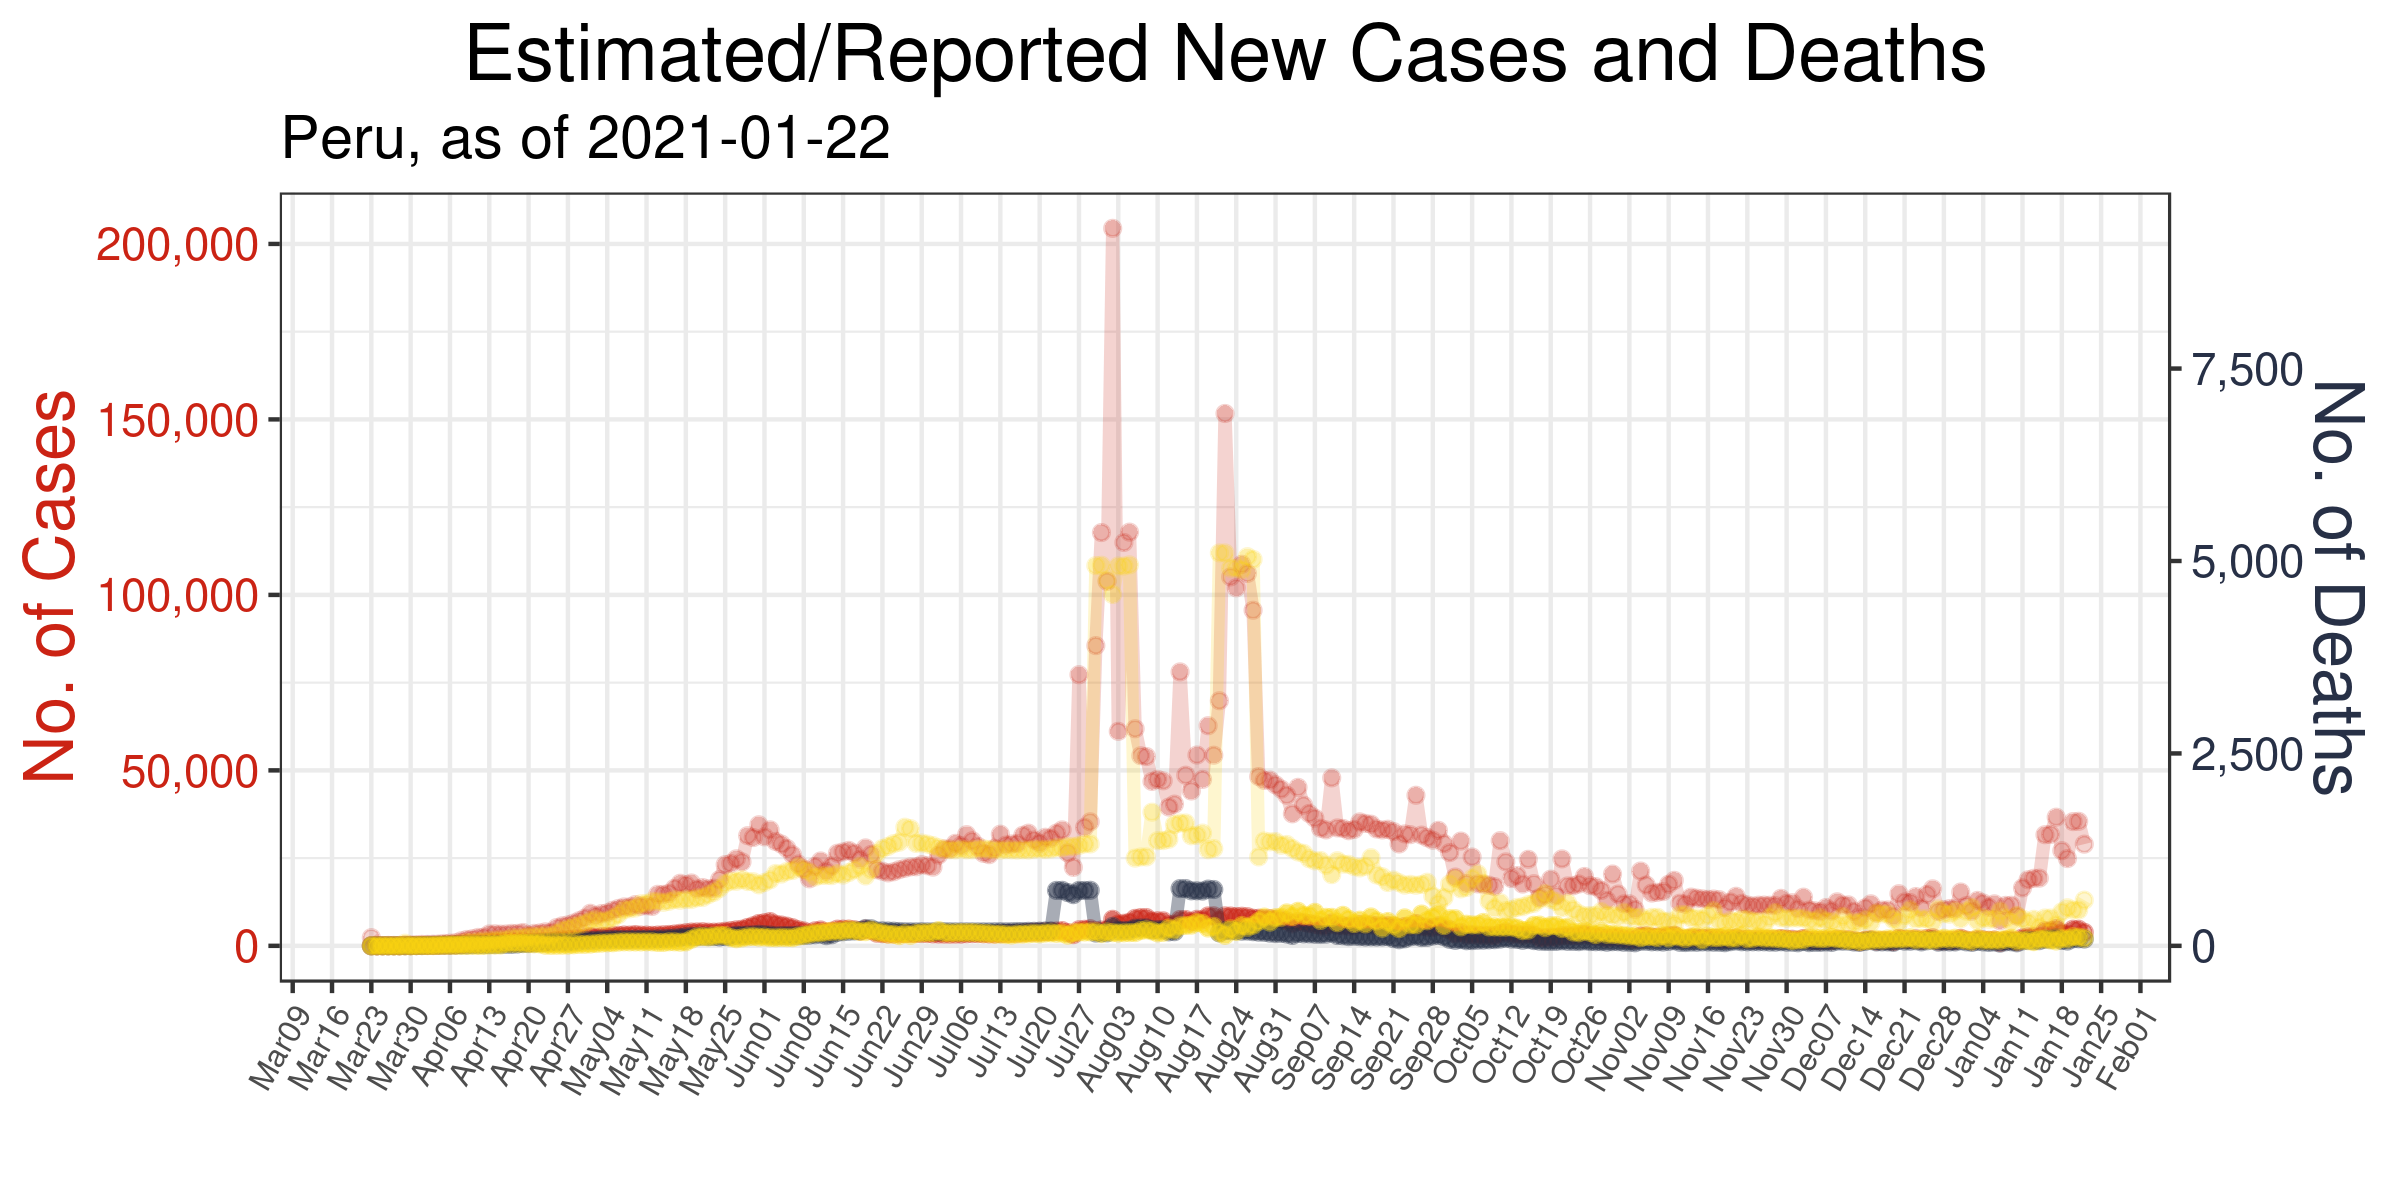 Estimated/Reported New Cases and Deaths
Peru, as of 2021-01-22
No. of Cases
200,000
150,000
100,000
50,000
0
7,500
5,000
2,500
0
No. of Deaths
Mar09
Mar16
Mar23
Mar30
Apr06
Apr13
Apr20
Apr27
May04
May11
May18
May25
Jun01
Jun08
Jun15
Jun22
Jun29
Jul06
Jul13
Jul20
Jul27
Aug03
Aug10
Aug17
Aug24
Aug31
Sep07
Sep14
Sep21
Sep28
Oct05
Oct12
Oct19
Oct26
Nov02
Nov09
Nov16
Nov23
Nov30
Dec07
Dec14
Dec21
Dec28
Jan04
Jan11
Jan18
Jan25
Feb01